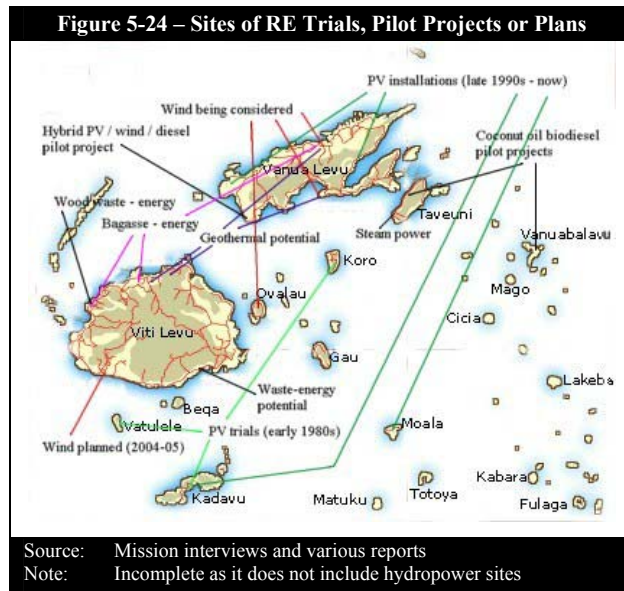 Figure 5-24 – Sites of RE Trials, Pilot Projects or Plans
PV installations (late 1990s - now)
Wind being considered
Hybrid PV / wind / diesel
pilot project
Coconut oil biodiesel
pilot projects
Vanua Levu
Wood waste - energy
Bagasse - energy
Taveuni
Geothermal potential
Steam power
Vanuabalavu
Koro
Mago
Ovalau
Cicia
Viti Levu
Gau
Lakeba
Waste-energy
potential
Beqa
Vatulele
PV trials (early 1980s)
Moala
Wind planned (2004-05)
Kadavu
Matuku
Totoya
Kabara
Fulaga
Source: Mission interviews and various reports
Note: Incomplete as it does not include hydropower sites